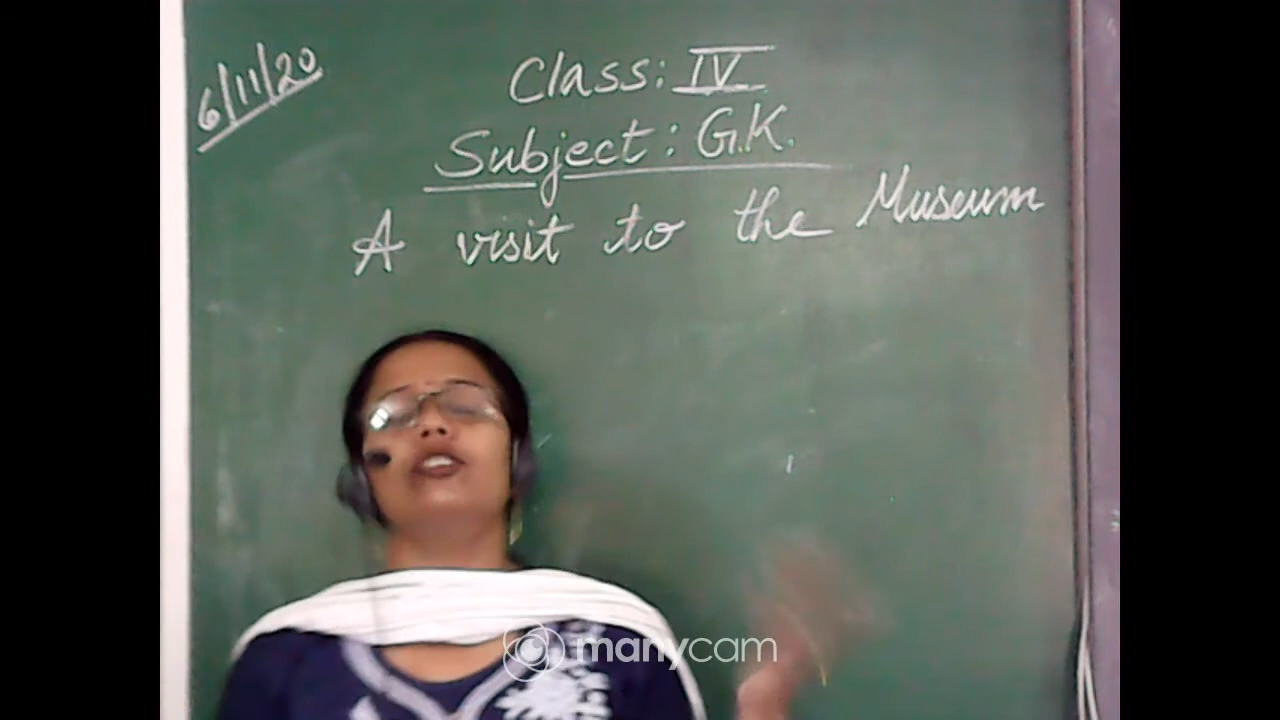 6/11/20
Class: IV
Subject: G.K.
A visit to the Museum
manycam